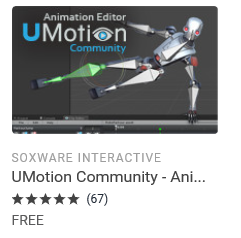 Animation Editor
UMotion
Community
SOXWARE INTERACTIVE
UMotion Community - Ani...
(67)
FREE